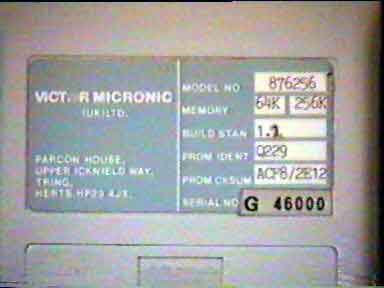 VICTOR MICRONIC
(UK)LTD.
PARCON HOUSE,
UPPER ICKNIELD WAY,
TRING,
HERTS.HP23 4JX.
MODEL NO 876256
MEMORY 64K 256K
BUILD STAN 1.2
PROM IDENT Q229
PROM CKSUM ACF8/2E12
SERIAL NO G 46000